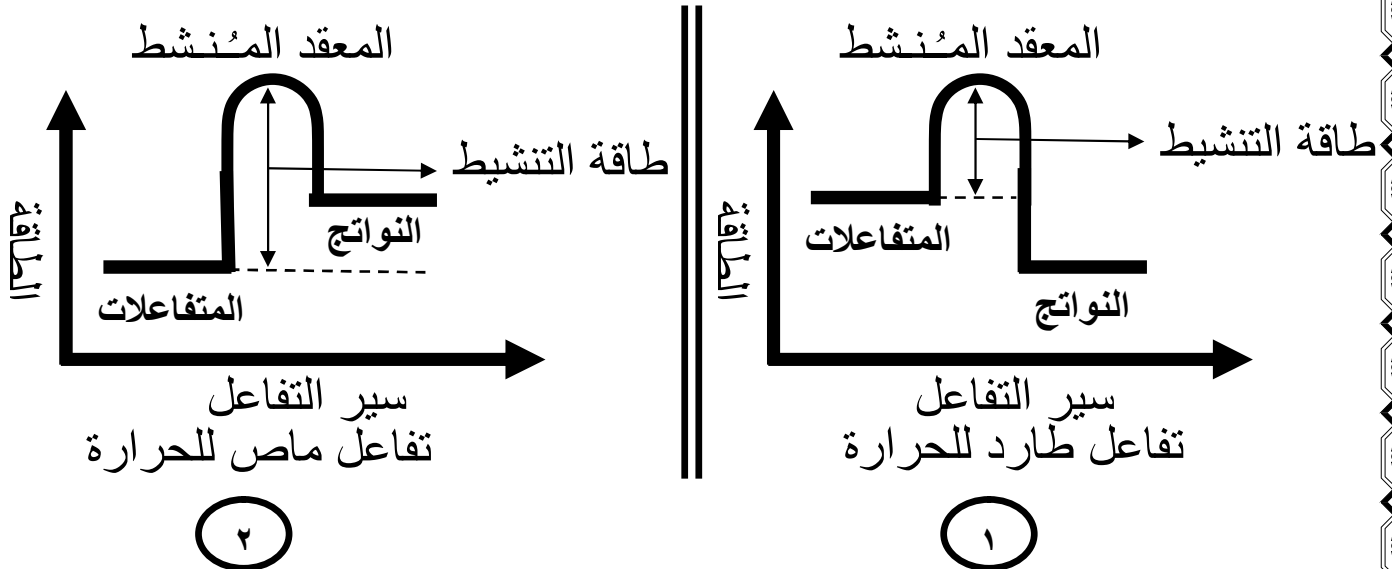 المعقد المُنشط
طاقة التنشيط
المتفاعلات
النواتج
الطاقة
سير التفاعل
تفاعل طارد للحرارة
١
المعقد المُنشط
طاقة التنشيط
النواتج
المتفاعلات
الطاقة
سير التفاعل
تفاعل ماص للحرارة
٢